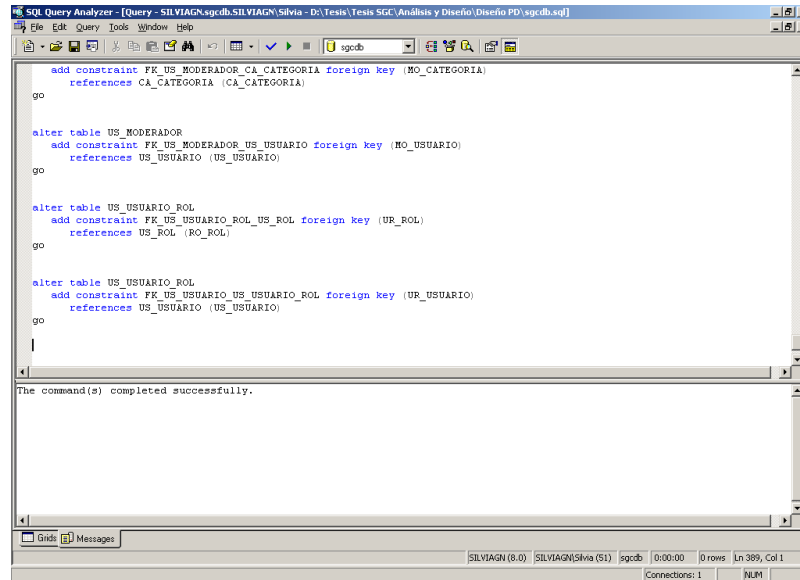 SQL Query Analyzer - [Query - SILVIAGN.sgcdb.SILVIAGN\Silvia - D:\Tesis\Tesis SGC\Análisis y Diseño\Diseño PD\sgcdb.sql]
File Edit Query Tools Window Help
sgcdb
add constraint FK_US_MODERADOR_CA_CATEGORIA foreign key (MO_CATEGORIA)
references CA_CATEGORIA (CA_CATEGORIA)
go
alter table US_MODERADOR
add constraint FK_US_MODERADOR_US_USUARIO foreign key (MO_USUARIO)
references US_USUARIO (US_USUARIO)
go
alter table US_USUARIO_ROL
add constraint FK_US_USUARIO_ROL_US_ROL foreign key (UR_ROL)
references US_ROL (RO_ROL)
go
alter table US_USUARIO_ROL
add constraint FK_US_USUARIO_US_USUARIO_ROL foreign key (UR_USUARIO)
references US_USUARIO (US_USUARIO)
go
The command(s) completed successfully.
Grids Messages
SILVIAGN (8.0) SILVIAGN\Silvia (51) sgcdb 0:00:00 0 rows Ln 389, Col 1
Connections: 1 NUM